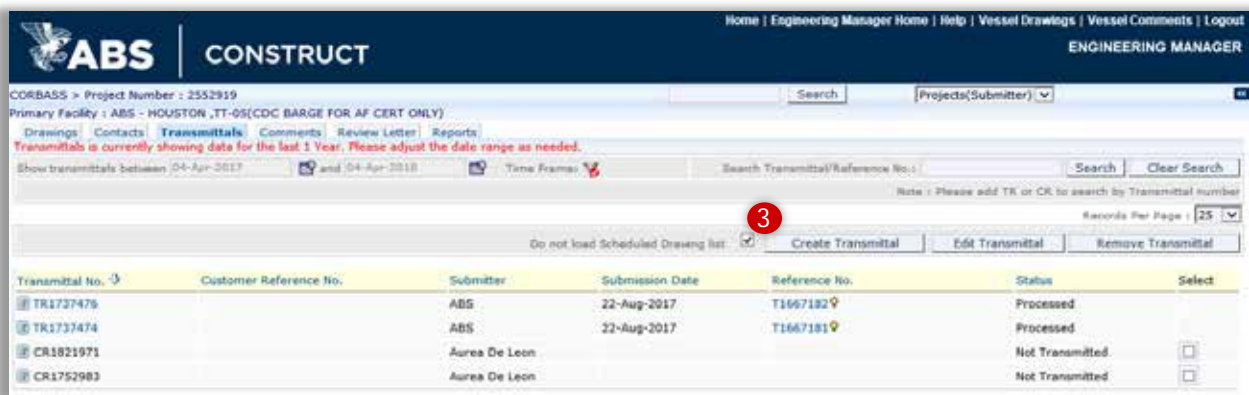 Home | Engineering Manager Home | Help | Vessel Drawings | Vessel Comments | Logout
ABS | CONSTRUCT
ENGINEERING MANAGER
CORBASS > Project Number : 2552919
Search
Projects(Submitter)
Primary Facility : ABS - HOUSTON ,TT-05(CDC BARGE FOR AF CERT ONLY)
Drawings Contacts Transmittals Comments Review Letter Reports
Transmittals is currently showing data for the last 1 Year. Please adjust the date range as needed.
Show transmittals between 04-Apr-2017 and 04-Apr-2018 Time Frame: Search Transmittal/Reference No.: Search Clear Search
Note : Please add TR or CR to search by Transmittal number
Records Per Page : 25
3
Do not load Scheduled Drawing list Create Transmittal Edit Transmittal Remove Transmittal
Transmittal No. Customer Reference No. Submitter Submission Date Reference No. Status Select
TR1737476 ABS 22-Aug-2017 T1667182 Processed
TR1737474 ABS 22-Aug-2017 T1667181 Processed
CR1821971 Aurea De Leon Not Transmitted
CR1752983 Aurea De Leon Not Transmitted